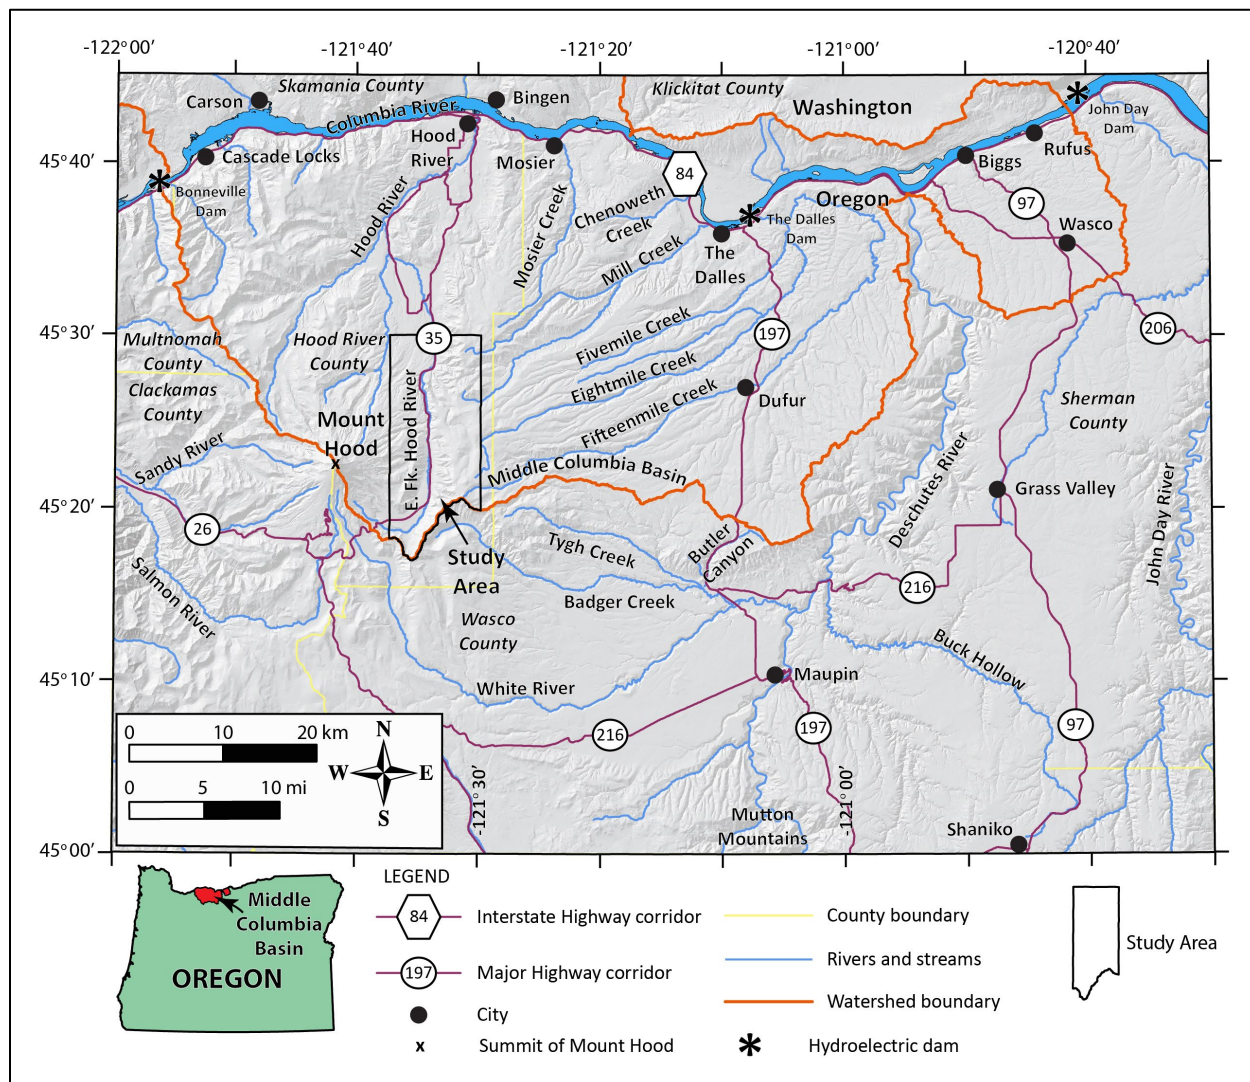 -122°00′
-121°40′
-121°20′
-121°00′
-120°40′
Skamania County
Klickitat County
Washington
Carson
Bingen
Columbia River
John Day
Dam
Hood
River
Rufus
45°40′
Cascade Locks
Mosier
84
Biggs
Bonneville
Dam
97
Oregon
Chenoweth
Creek
The Dalles
Dam
Wasco
Hood River
Mosier Creek
Mill Creek
The
Dalles
45°30′
Multnomah
County
Hood River
County
35
Fivemile Creek
197
206
Clackamas
County
Eightmile Creek
Dufur
Sherman
County
Mount
Hood
E. Fk. Hood River
Fifteenmile Creek
Sandy River
Middle Columbia Basin
Deschutes River
John Day River
Grass Valley
45°20′
26
Study
Area
Tygh Creek
Butler
Canyon
Salmon River
Badger Creek
216
Wasco
County
Buck Hollow
45°10′
White River
Maupin
216
197
97
0 10 20 km
0 5 10 mi
N
W
E
S
-121°30′
-121°00′
Mutton
Mountains
Shaniko
45°00′
Middle
Columbia
Basin
OREGON
LEGEND
84
Interstate Highway corridor
197
Major Highway corridor
City
x
Summit of Mount Hood
County boundary
Rivers and streams
Watershed boundary
Hydroelectric dam
Study Area